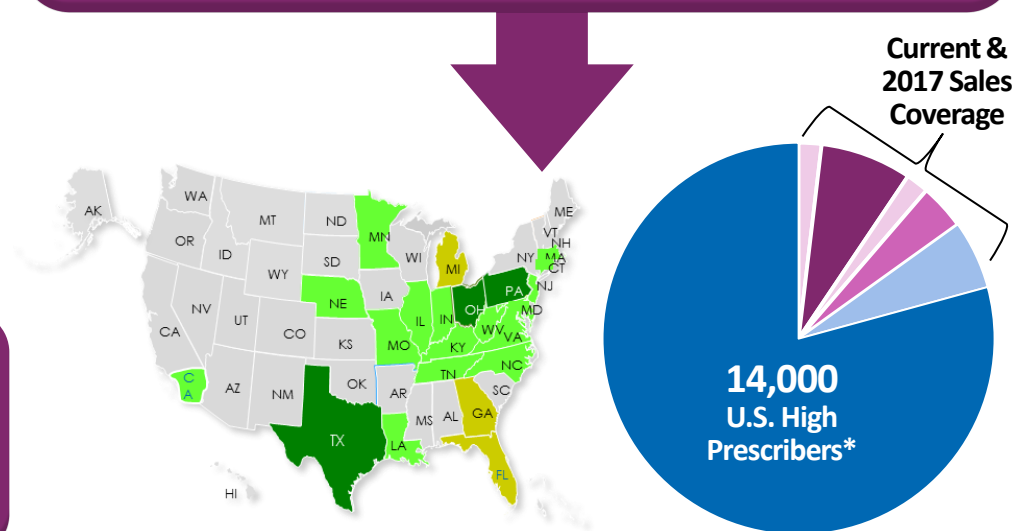 Current &
2017 Sales
Coverage
AK
WA
MT
ND
MN
ME
VT
NH
OR
ID
SD
WI
MI
NY
MA
CT
WY
IA
PA
NJ
NV
NE
IL
IN
OH
MD
CA
UT
CO
KS
MO
WV
VA
KY
C
A
AZ
NM
OK
AR
TN
NC
SC
TX
LA
MS
AL
GA
FL
HI
14,000
U.S. High
Prescribers*